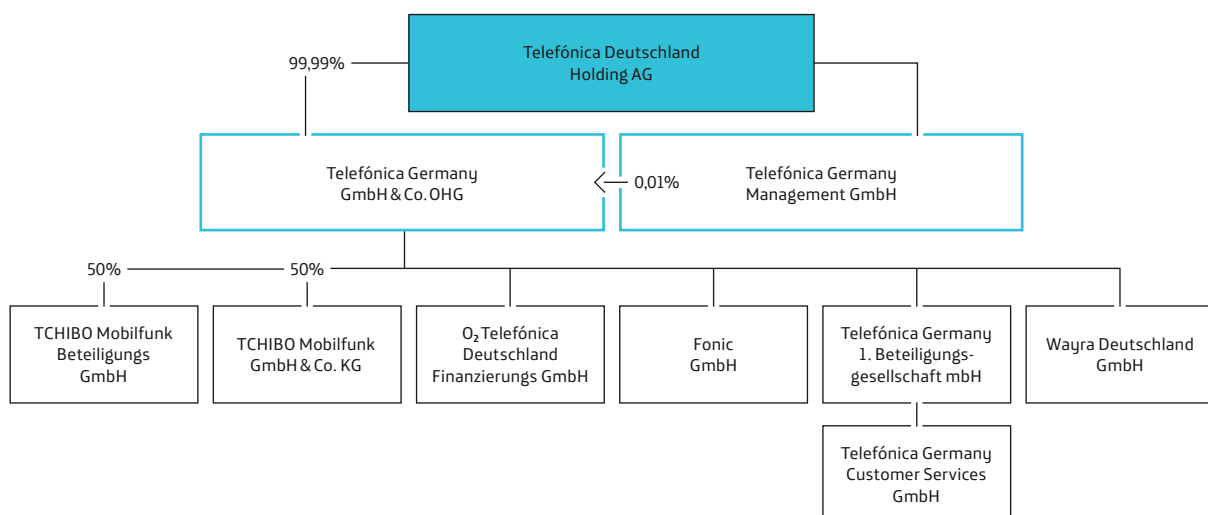 Telefónica Deutschland
Holding AG
99,99%
Telefónica Germany
GmbH & Co. OHG
0,01%
Telefónica Germany
Management GmbH
50%
50%
TCHIBO Mobilfunk
Beteiligungs
GmbH
TCHIBO Mobilfunk
GmbH & Co. KG
O₂ Telefónica
Deutschland
Finanzierungs GmbH
Fonic
GmbH
Telefónica Germany
1. Beteiligungs-
gesellschaft mbH
Wayra Deutschland
GmbH
Telefónica Germany
Customer Services
GmbH